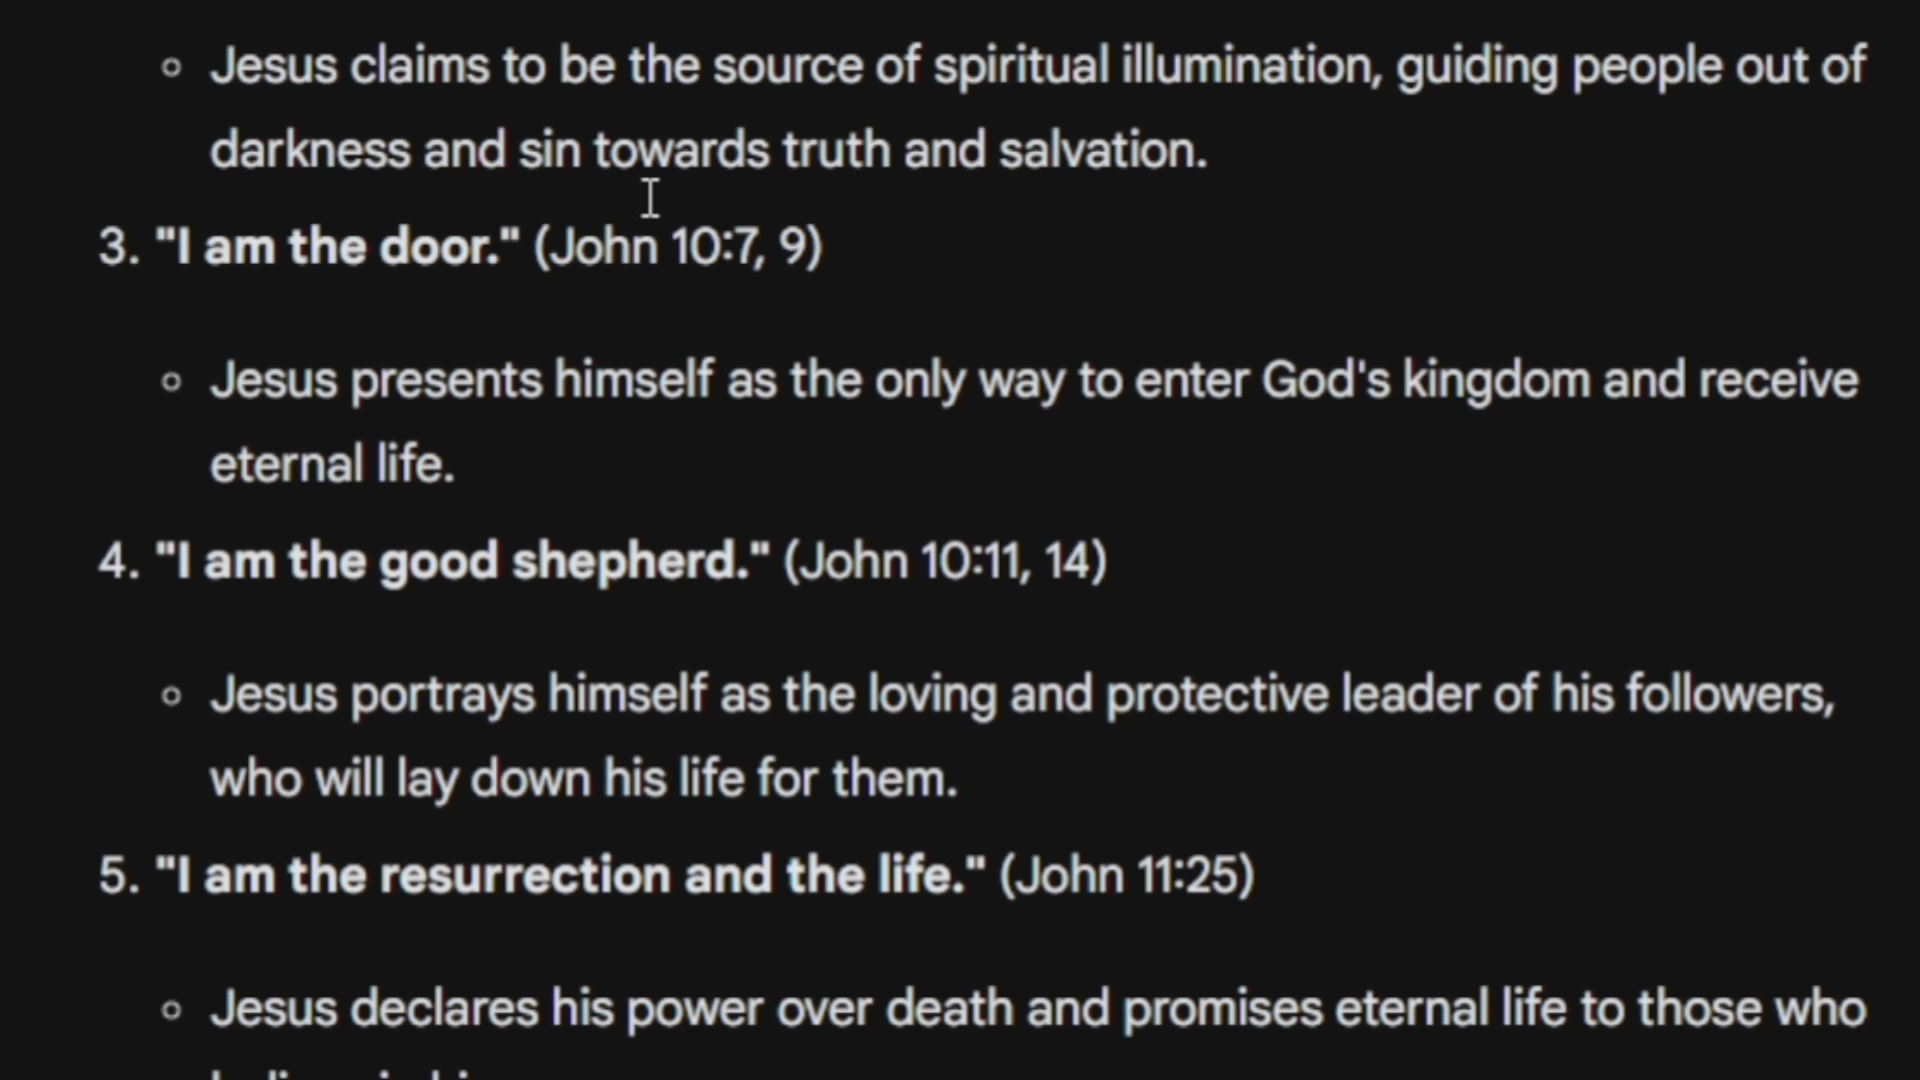 Jesus claims to be the source of spiritual illumination, guiding people out of
darkness and sin towards truth and salvation.
3. "I am the door." (John 10:7, 9)
Jesus presents himself as the only way to enter God's kingdom and receive
eternal life.
4. "I am the good shepherd." (John 10:11, 14)
Jesus portrays himself as the loving and protective leader of his followers,
who will lay down his life for them.
5. "I am the resurrection and the life." (John 11:25)
Jesus declares his power over death and promises eternal life to those who